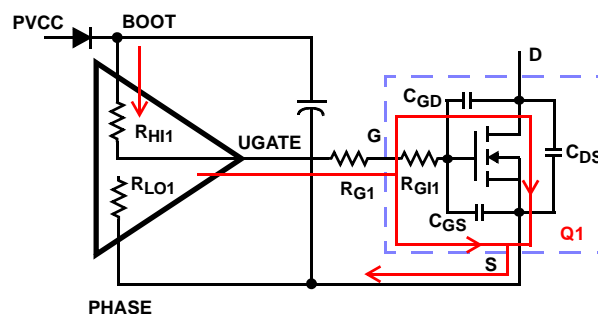 PVCC
BOOT
D
CGD
RHI1
UGATE
G
CDS
RLO1
RG1
RGI1
CGS
Q1
S
PHASE